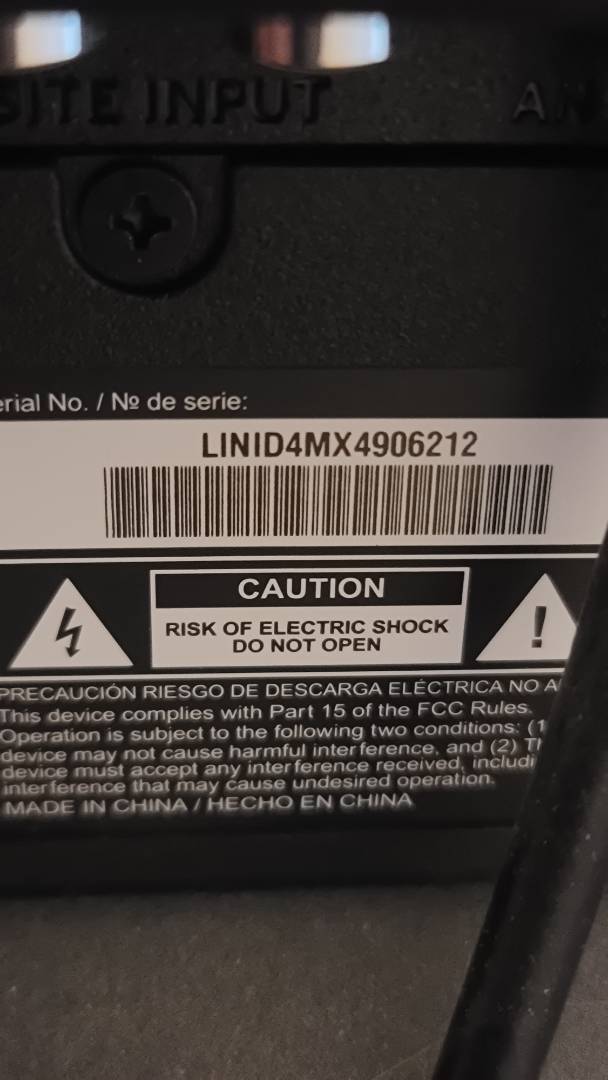 SITE INPUT
AN
erial No. / Nº de serie:
LINID4MX4906212
CAUTION
RISK OF ELECTRIC SHOCK
DO NOT OPEN
!
PRECAUCIÓN RIESGO DE DESCARGA ELÉCTRICA NO A
This device complies with Part 15 of the FCC Rules.
Operation is subject to the following two conditions: (1
device may not cause harmful interference, and (2) T
device must accept any interference received, includi
interference that may cause undesired operation.
MADE IN CHINA / HECHO EN CHINA